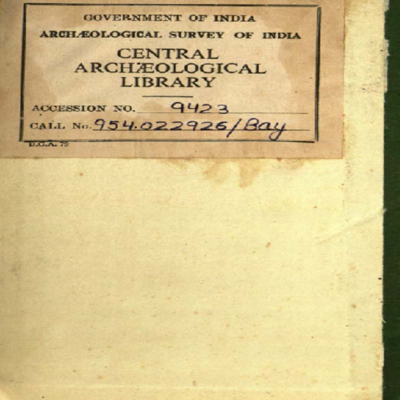 GOVERNMENT OF INDIA
ARCHÆOLOGICAL SURVEY OF INDIA
CENTRAL
ARCHÆOLOGICAL
LIBRARY
ACCESSION NO. 9423
CALL No. 954.022926/Bay
D.G.A. 79